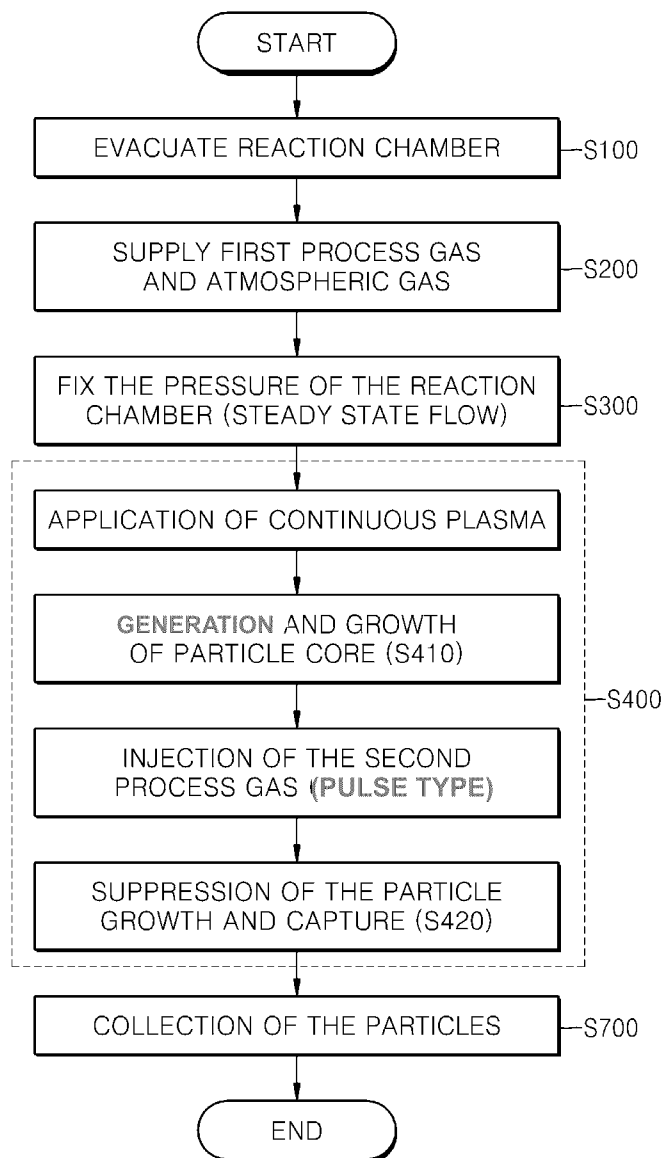 START
EVACUATE REACTION CHAMBER
S100
SUPPLY FIRST PROCESS GAS
AND ATMOSPHERIC GAS
S200
FIX THE PRESSURE OF THE REACTION
CHAMBER (STEADY STATE FLOW)
S300
APPLICATION OF CONTINUOUS PLASMA
GENERATION AND GROWTH
OF PARTICLE CORE (S410)
S400
INJECTION OF THE SECOND
PROCESS GAS (PULSE TYPE)
SUPPRESSION OF THE PARTICLE
GROWTH AND CAPTURE (S420)
COLLECTION OF THE PARTICLES
S700
END